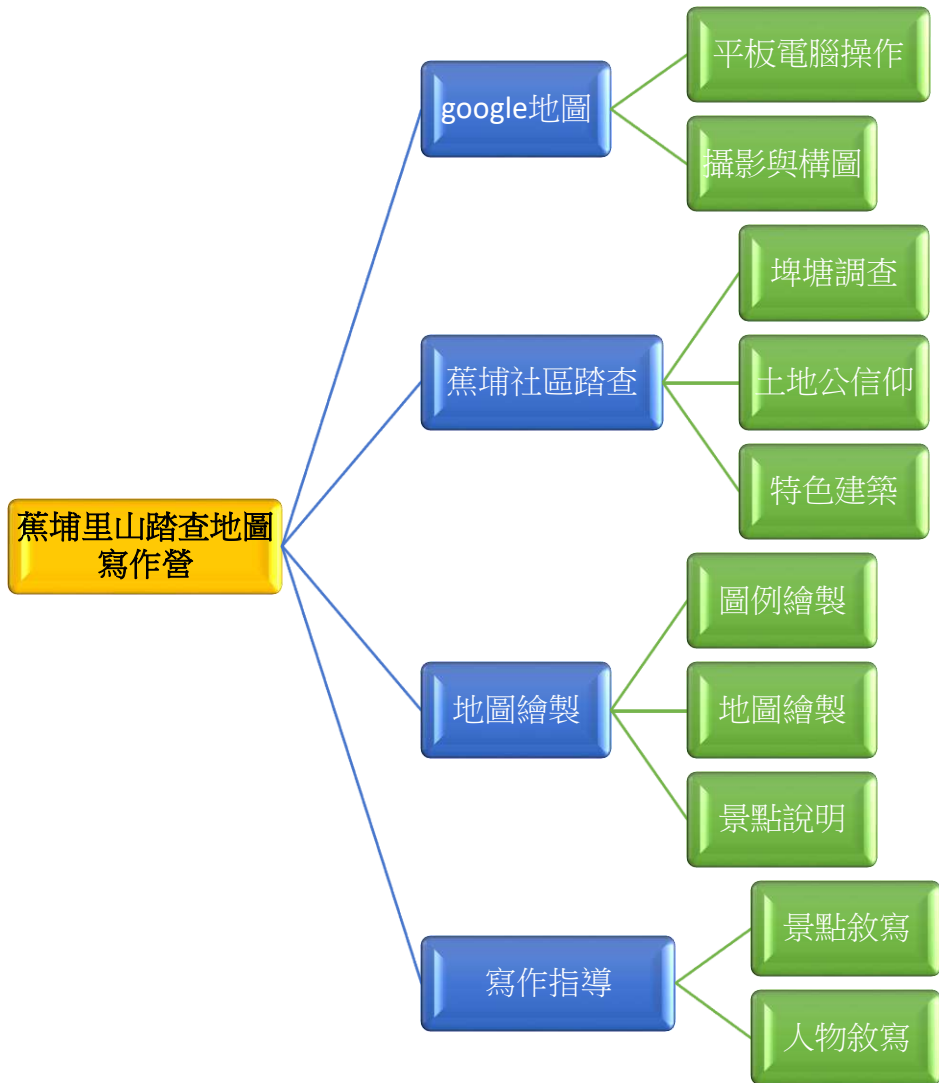 蕉埔里山踏查地圖
寫作營
google地圖
平板電腦操作
攝影與構圖
蕉埔社區踏查
埤塘調查
土地公信仰
特色建築
地圖繪製
圖例繪製
地圖繪製
景點說明
寫作指導
景點敘寫
人物敘寫